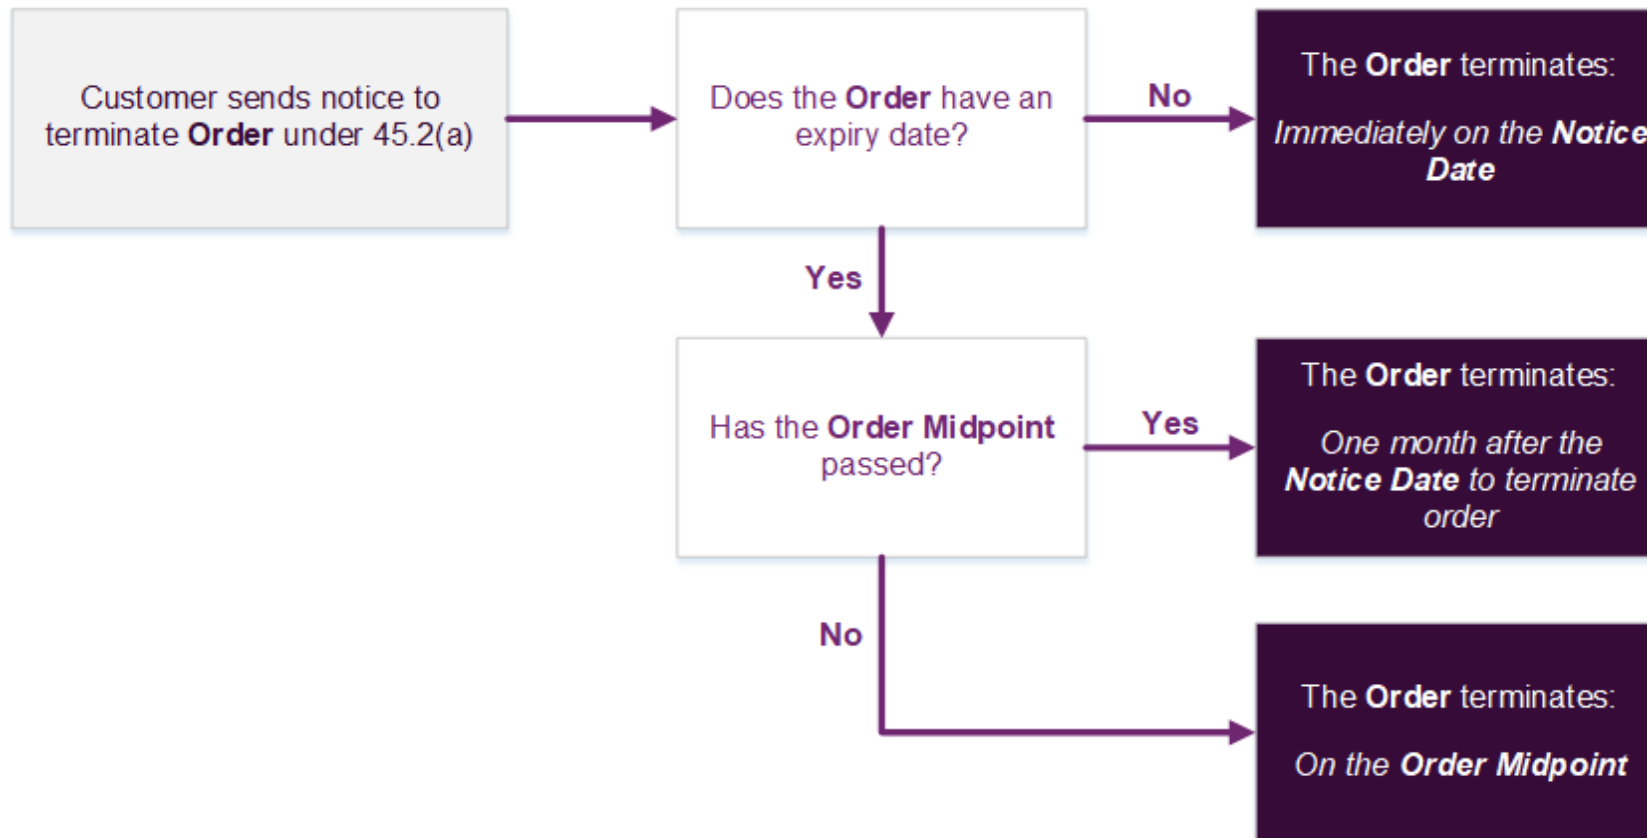 Customer sends notice to
terminate Order under 45.2(a)
Does the Order have an
expiry date?
No
The Order terminates:
Immediately on the Notice
Date
Yes
Has the Order Midpoint
passed?
Yes
The Order terminates:
One month after the
Notice Date to terminate
order
No
The Order terminates:
On the Order Midpoint